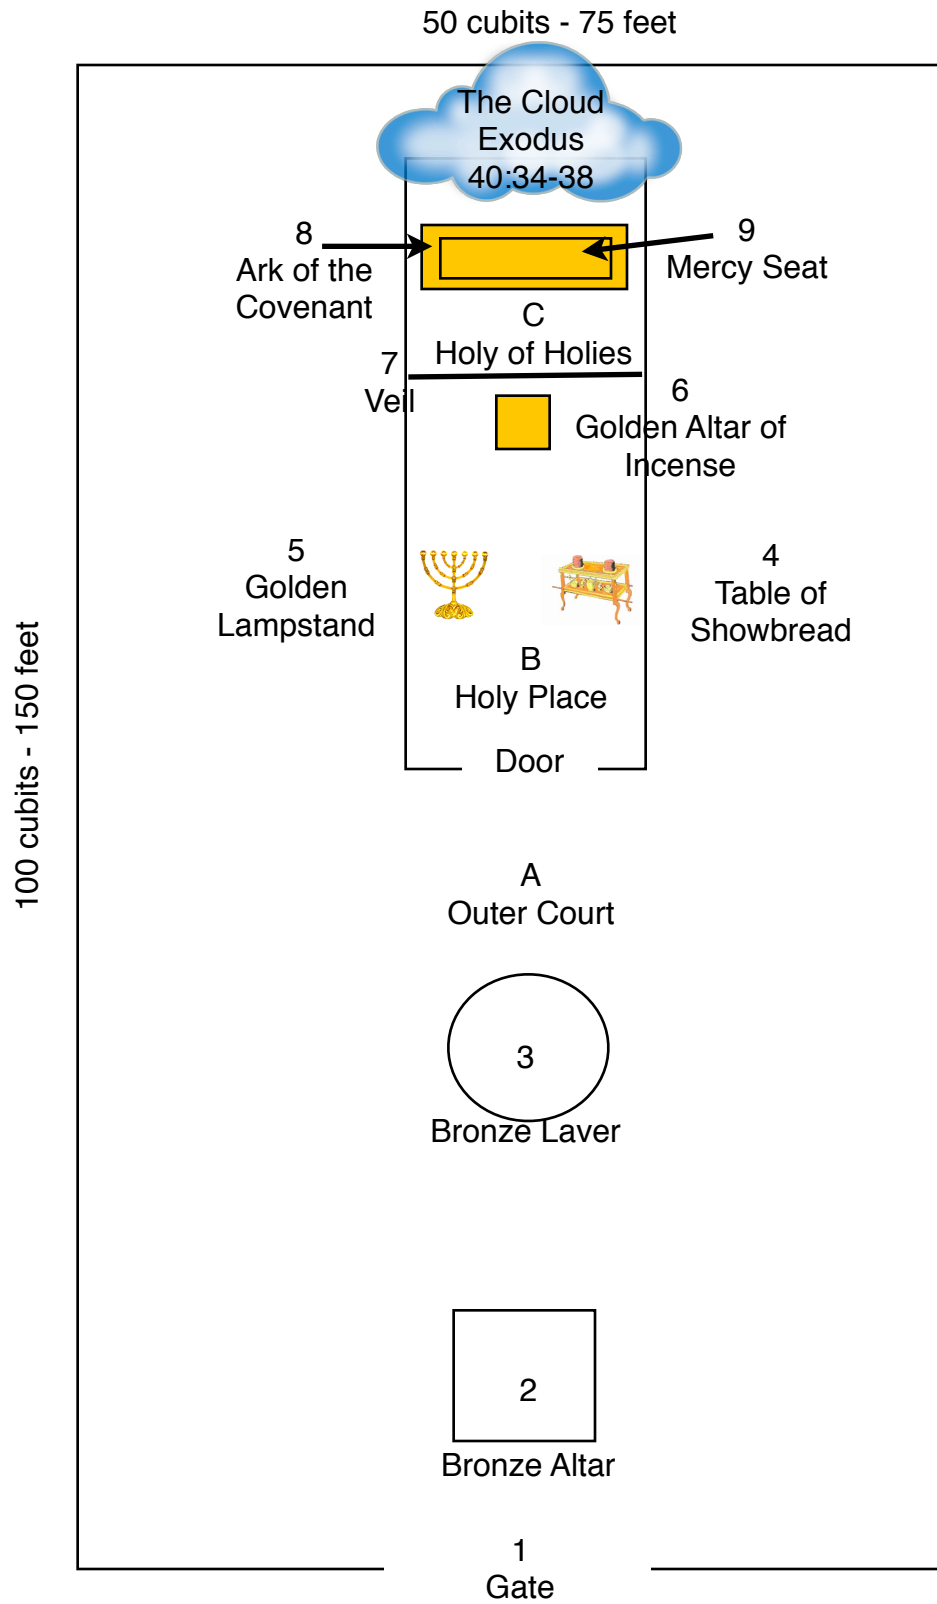 50 cubits - 75 feet
The Cloud
Exodus
40:34-38
8
Ark of the
Covenant
9
Mercy Seat
C
Holy of Holies
7
Veil
6
Golden Altar of
Incense
5
Golden
Lampstand
4
Table of
Showbread
B
Holy Place
Door
100 cubits - 150 feet
A
Outer Court
3
Bronze Laver
2
Bronze Altar
1
Gate